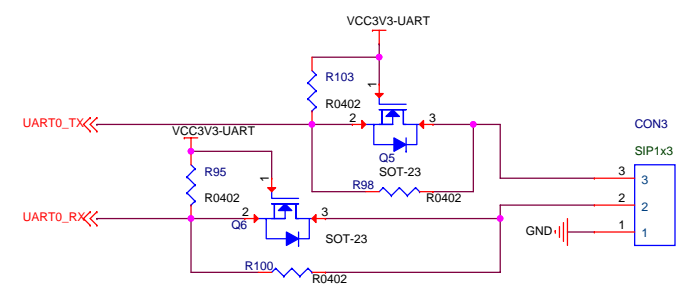 VCC3V3-UART
R103
1
R0402
UART0_TX
2
3
CON3
VCC3V3-UART
Q5
SIP1x3
R95
SOT-23
1
R98
R0402
3
3
R0402
2
2
UART0_RX
2
3
Q6
GND
1
1
SOT-23
R100
R0402